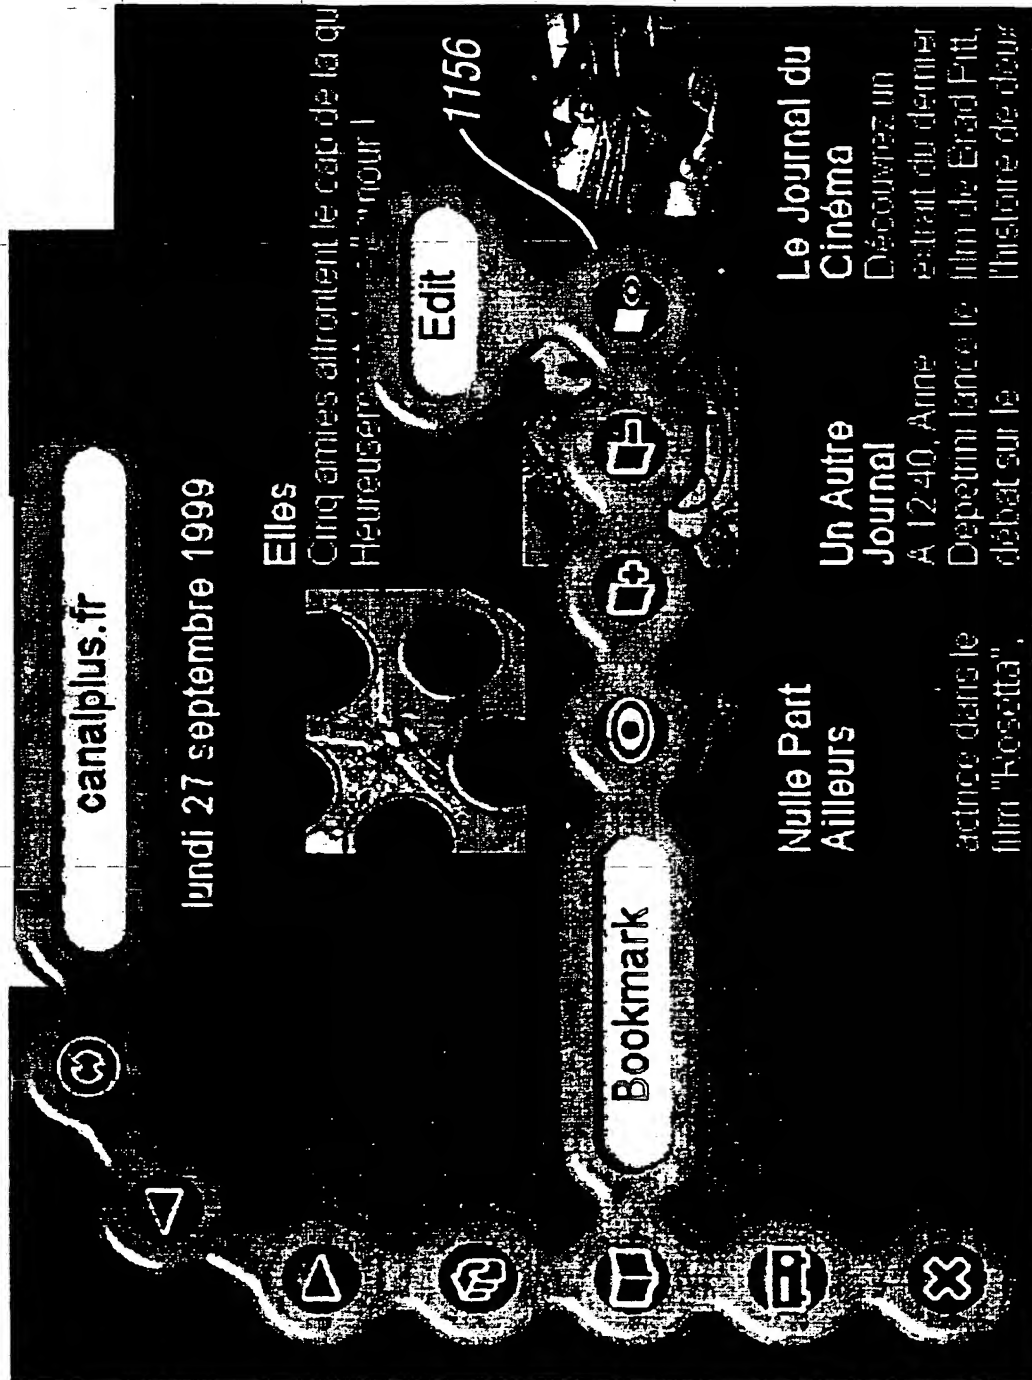 canalplus.fr
lundi 27 septembre 1999
Elles
Cinq amies affrontent le cap de la qu
mour !
Edit
1156
Bookmark
Nulle Part
Ailleurs
actrice dans le
film "Rosetta",
Un Autre
Journal
A 12:40, Anne
Depetrini lance le
débat sur le
Le Journal du
Cinéma
Découvrez un
extrait du dernier
film de Brad Pitt,
l'histoire de deux